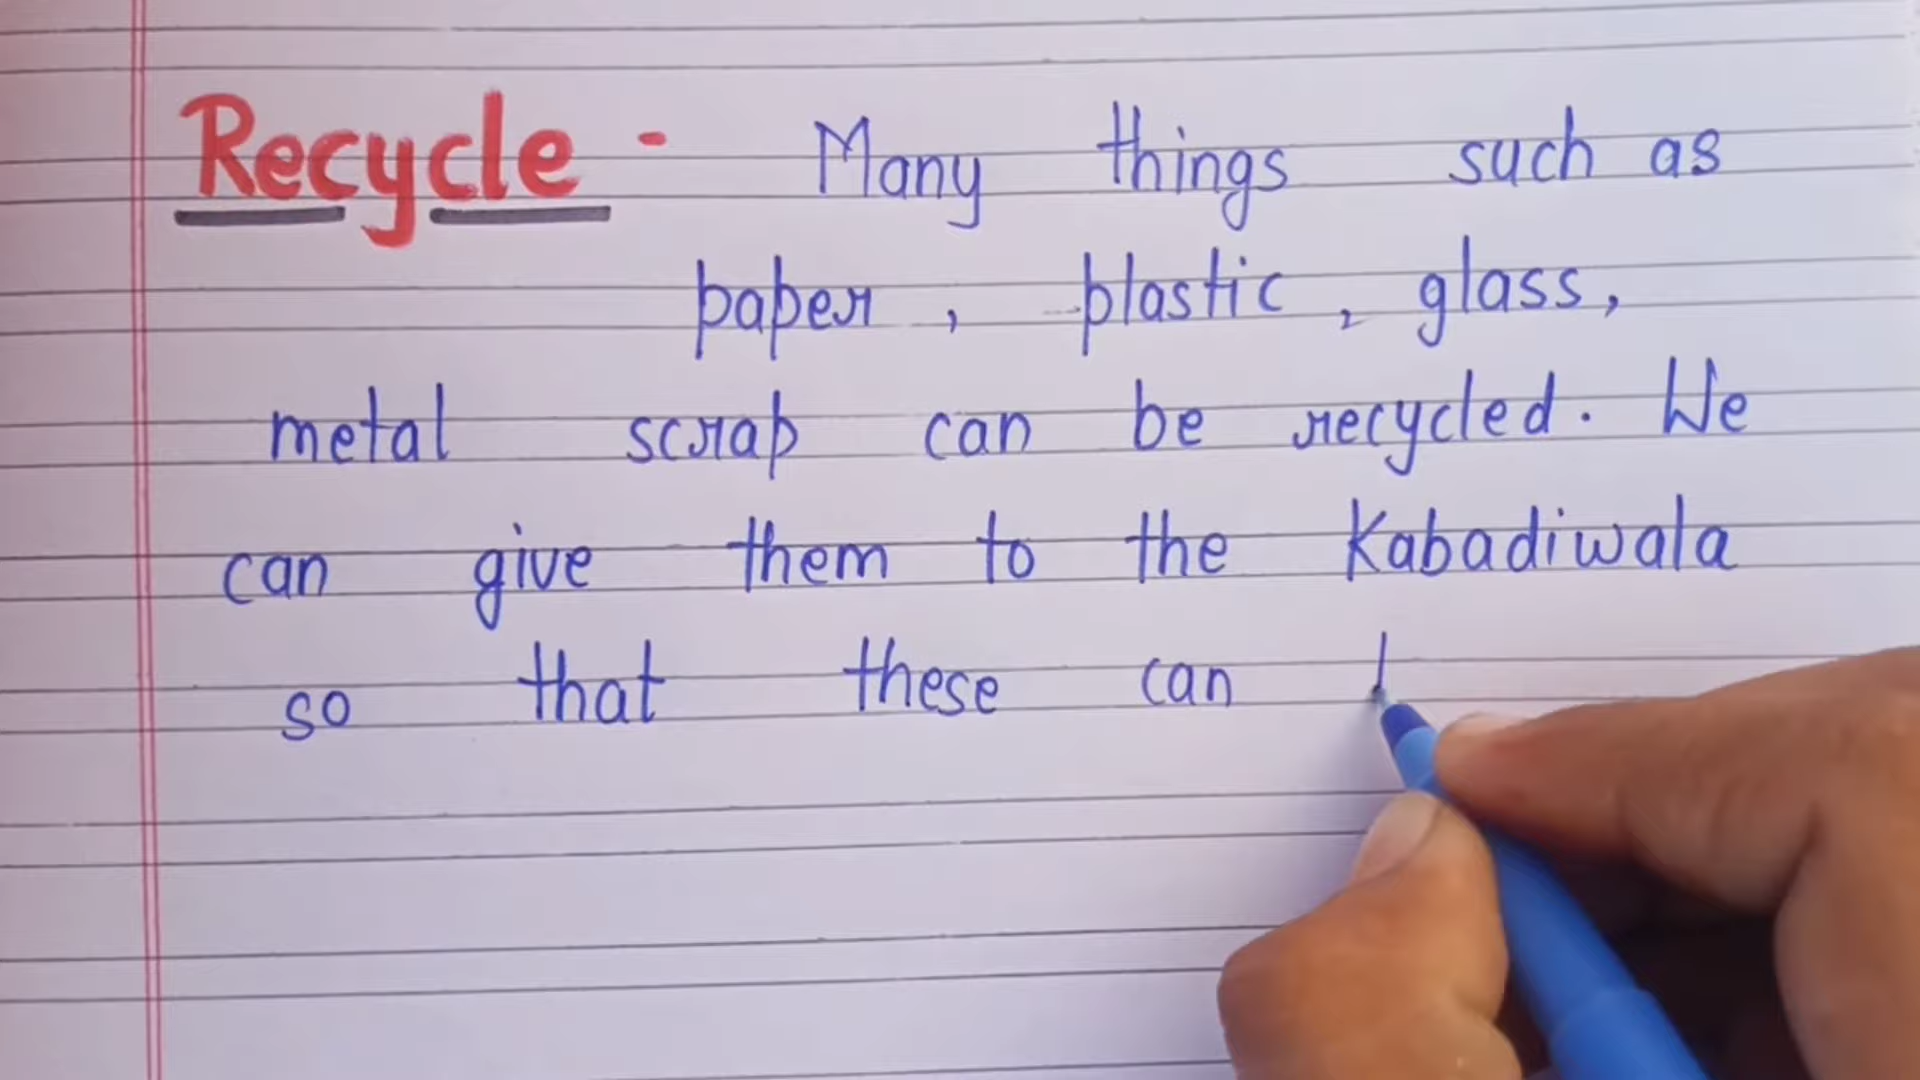 Recycle - Many things such as
paper, plastic, glass,
metal scrap can be recycled. We
can give them to the Kabadiwala
so that these can